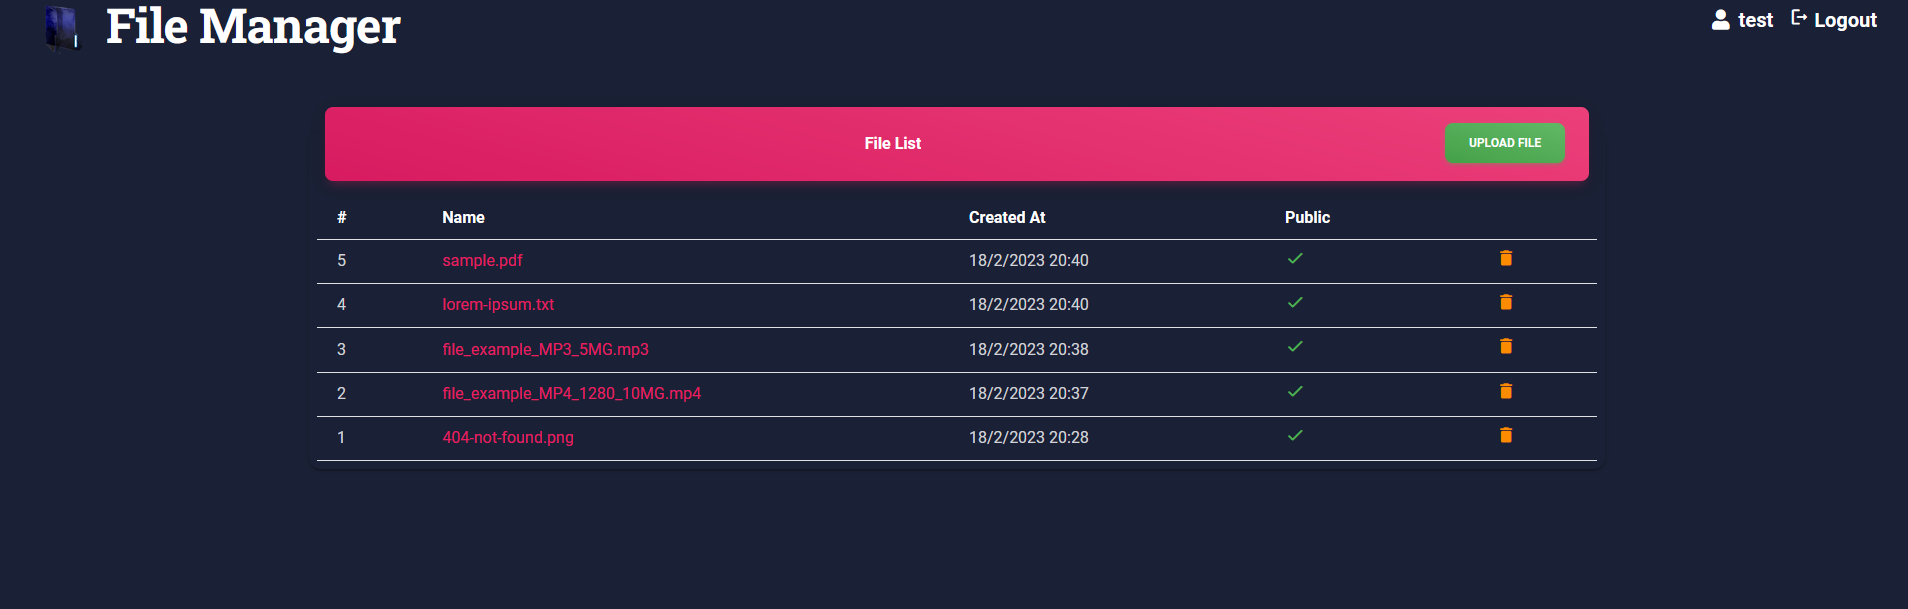 File Manager
test Logout
File List
UPLOAD FILE
# Name Created At Public
5 sample.pdf 18/2/2023 20:40
4 lorem-ipsum.txt 18/2/2023 20:40
3 file_example_MP3_5MG.mp3 18/2/2023 20:38
2 file_example_MP4_1280_10MG.mp4 18/2/2023 20:37
1 404-not-found.png 18/2/2023 20:28